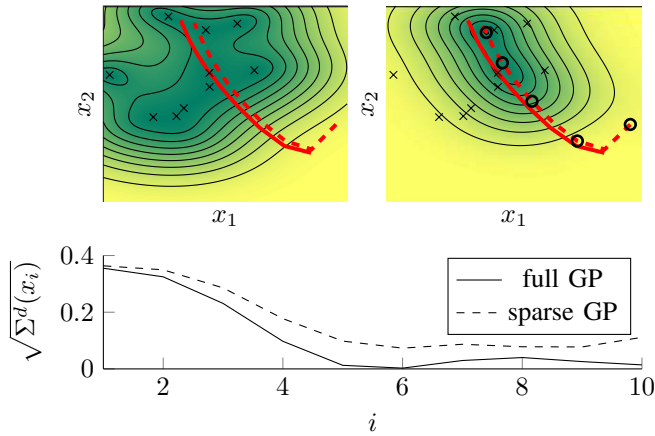 x₂
x₂
x₁
x₁
√Σᵈ(xᵢ)
0.4
0.2
0
full GP
sparse GP
2
4
6
8
10
i